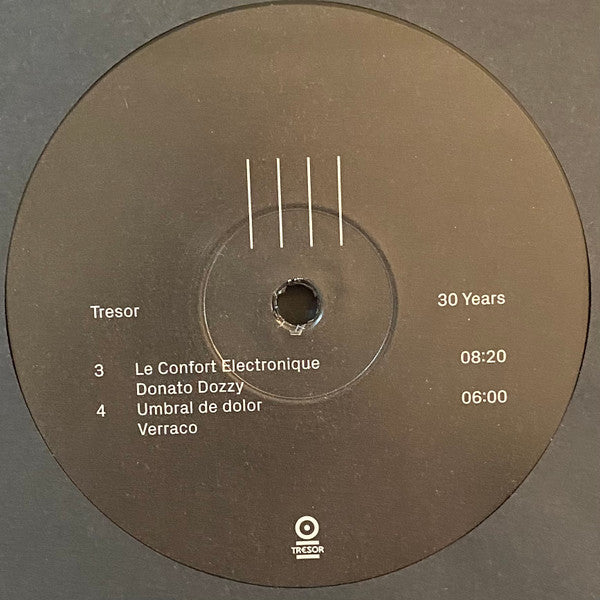 Tresor 30 Years
3 Le Confort Electronique 08:20
Donato Dozzy
4 Umbral de dolor 06:00
Verraco
TRESOR